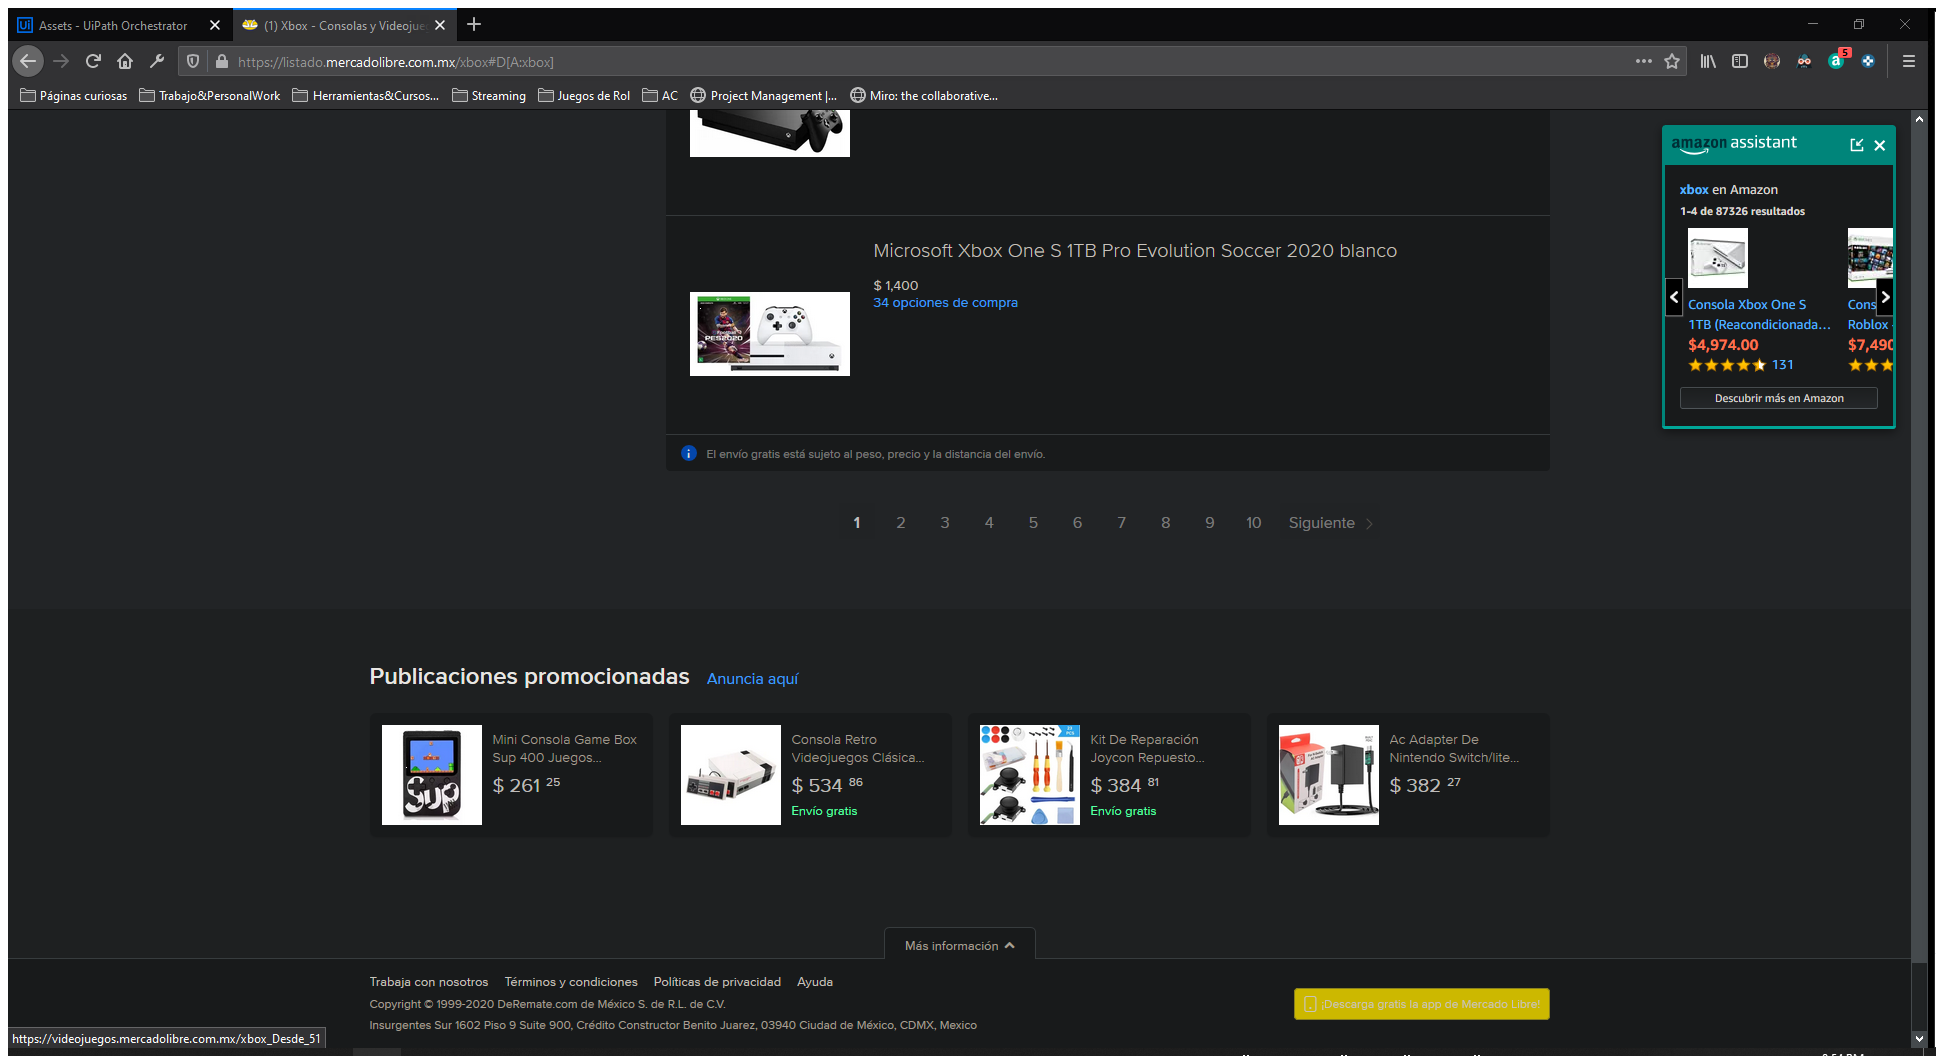 Assets - UiPath Orchestrator
(1) Xbox - Consolas y Videojue
https://listado.mercadolibre.com.mx/xbox#D[A:xbox]
5
Páginas curiosas
Trabajo&PersonalWork
Herramientas&Cursos...
Streaming
Juegos de Rol
AC
Project Management |...
Miro: the collaborative...
amazon assistant
xbox en Amazon
1-4 de 87326 resultados
Consola Xbox One S
1TB (Reacondicionada...
$4,974.00
131
Cons
Roblox
$7,490
Descubrir más en Amazon
Microsoft Xbox One S 1TB Pro Evolution Soccer 2020 blanco
$ 1,400
34 opciones de compra
PES2020
El envío gratis está sujeto al peso, precio y la distancia del envío.
1 2 3 4 5 6 7 8 9 10 Siguiente
Publicaciones promocionadas Anuncia aquí
Mini Consola Game Box
Sup 400 Juegos...
$ 261 25
SUP
Consola Retro
Videojuegos Clásica...
$ 534 86
Envío gratis
Kit De Reparación
Joycon Repuesto...
$ 384 81
Envío gratis
Ac Adapter De
Nintendo Switch/lite...
$ 382 27
Más información
Trabaja con nosotros Términos y condiciones Políticas de privacidad Ayuda
Copyright © 1999-2020 DeRemate.com de México S. de R.L. de C.V.
Insurgentes Sur 1602 Piso 9 Suite 900, Crédito Constructor Benito Juarez, 03940 Ciudad de México, CDMX, Mexico
¡Descarga gratis la app de Mercado Libre!
https://videojuegos.mercadolibre.com.mx/xbox_Desde_51